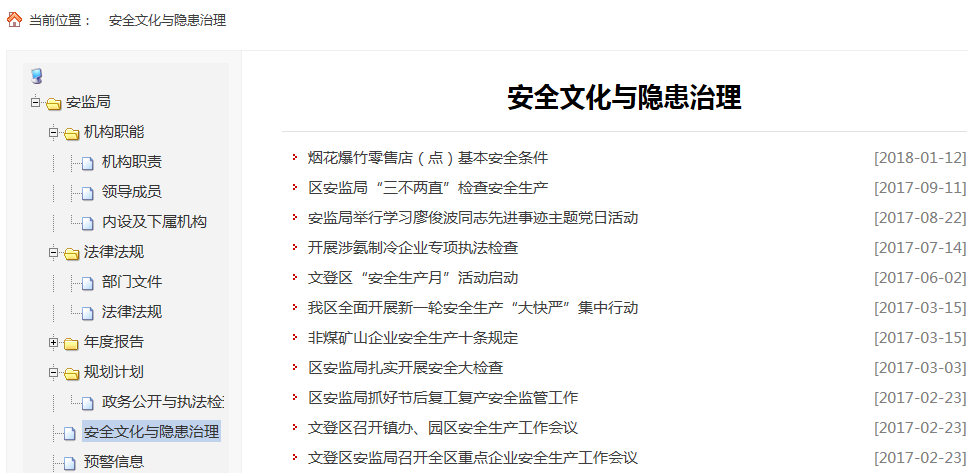 当前位置： 安全文化与隐患治理
安监局
机构职能
机构职责
领导成员
内设及下属机构
法律法规
部门文件
法律法规
年度报告
规划计划
政务公开与执法检
安全文化与隐患治理
预警信息
安全文化与隐患治理
烟花爆竹零售店（点）基本安全条件 [2018-01-12]
区安监局“三不两直”检查安全生产 [2017-09-11]
安监局举行学习廖俊波同志先进事迹主题党日活动 [2017-08-22]
开展涉氨制冷企业专项执法检查 [2017-07-14]
文登区“安全生产月”活动启动 [2017-06-02]
我区全面开展新一轮安全生产“大快严”集中行动 [2017-03-15]
非煤矿山企业安全生产十条规定 [2017-03-15]
区安监局扎实开展安全大检查 [2017-03-03]
区安监局抓好节后复工复产安全监管工作 [2017-02-23]
文登区召开镇办、园区安全生产工作会议 [2017-02-23]
文登区安监局召开全区重点企业安全生产工作会议 [2017-02-23]